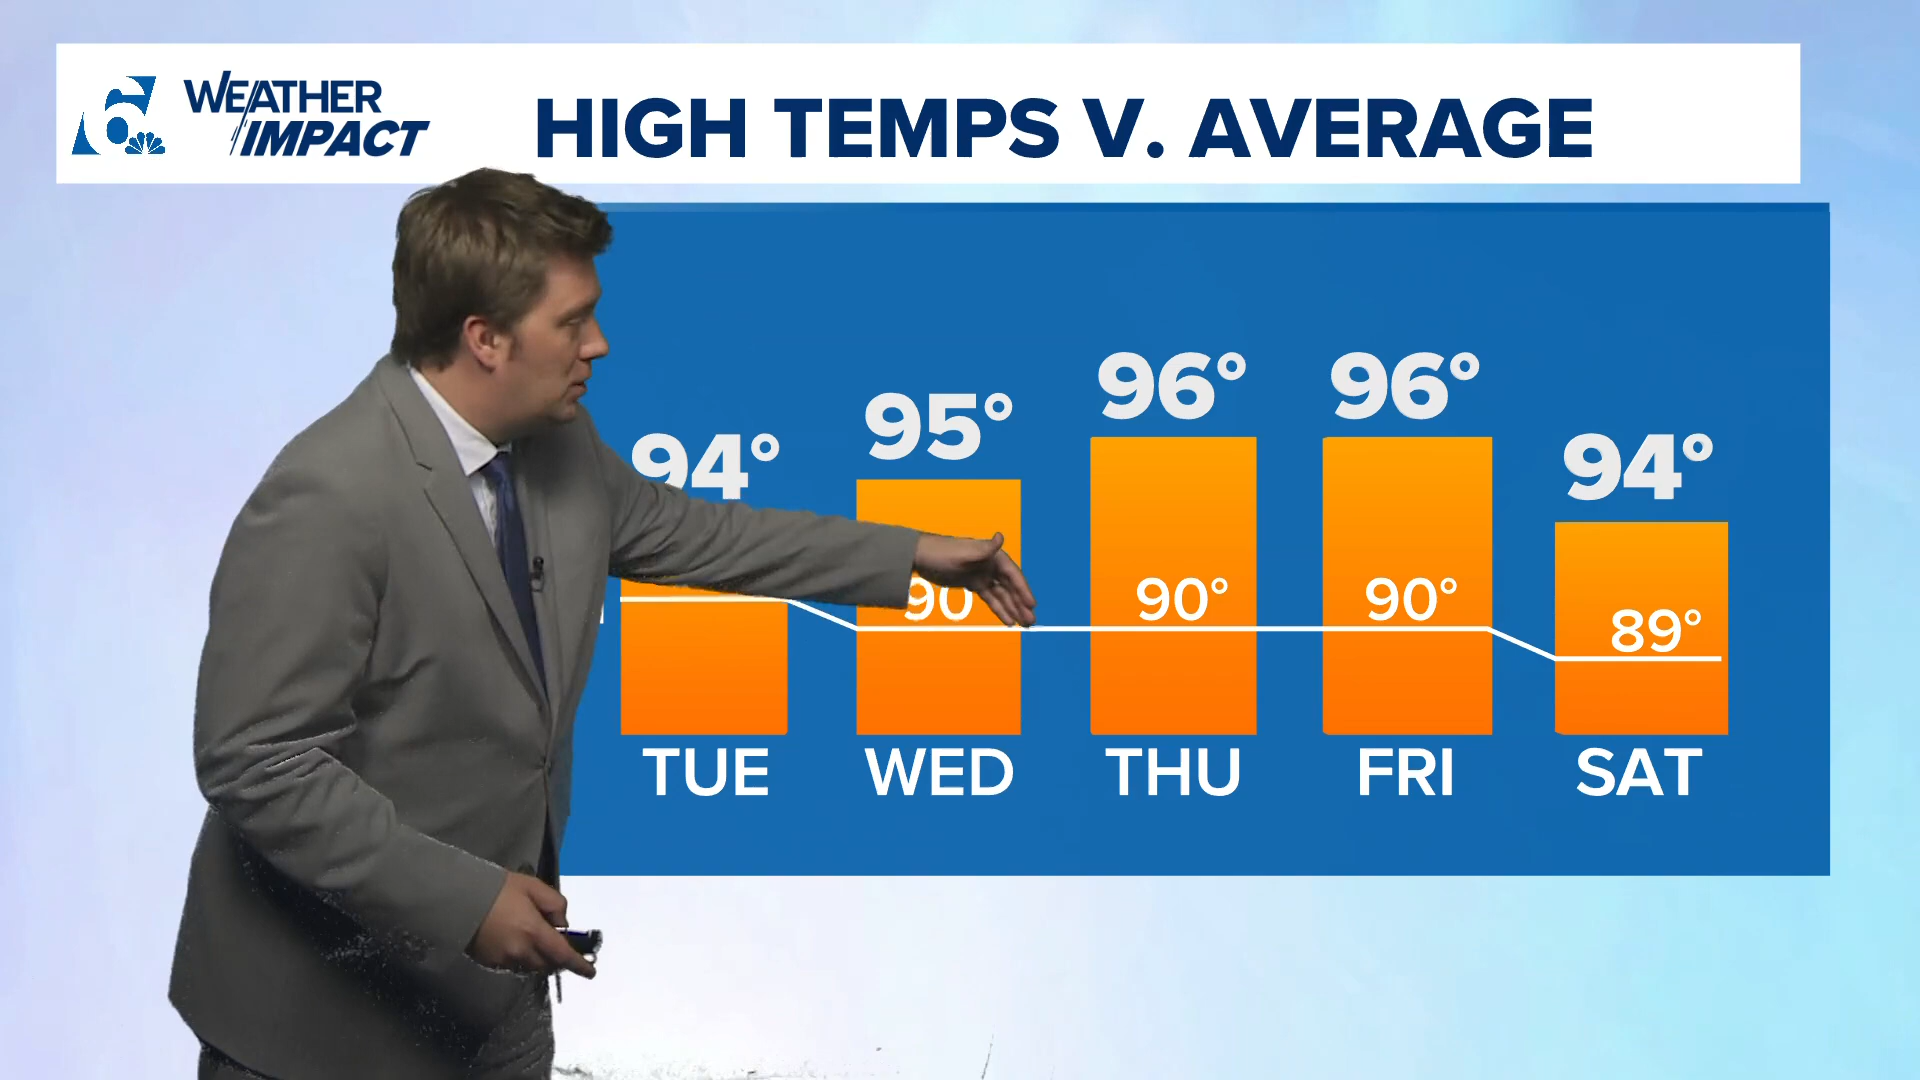 6
WEATHER
IMPACT
HIGH TEMPS V. AVERAGE
94° 95° 96° 96° 94°
90 90° 90° 89°
TUE WED THU FRI SAT